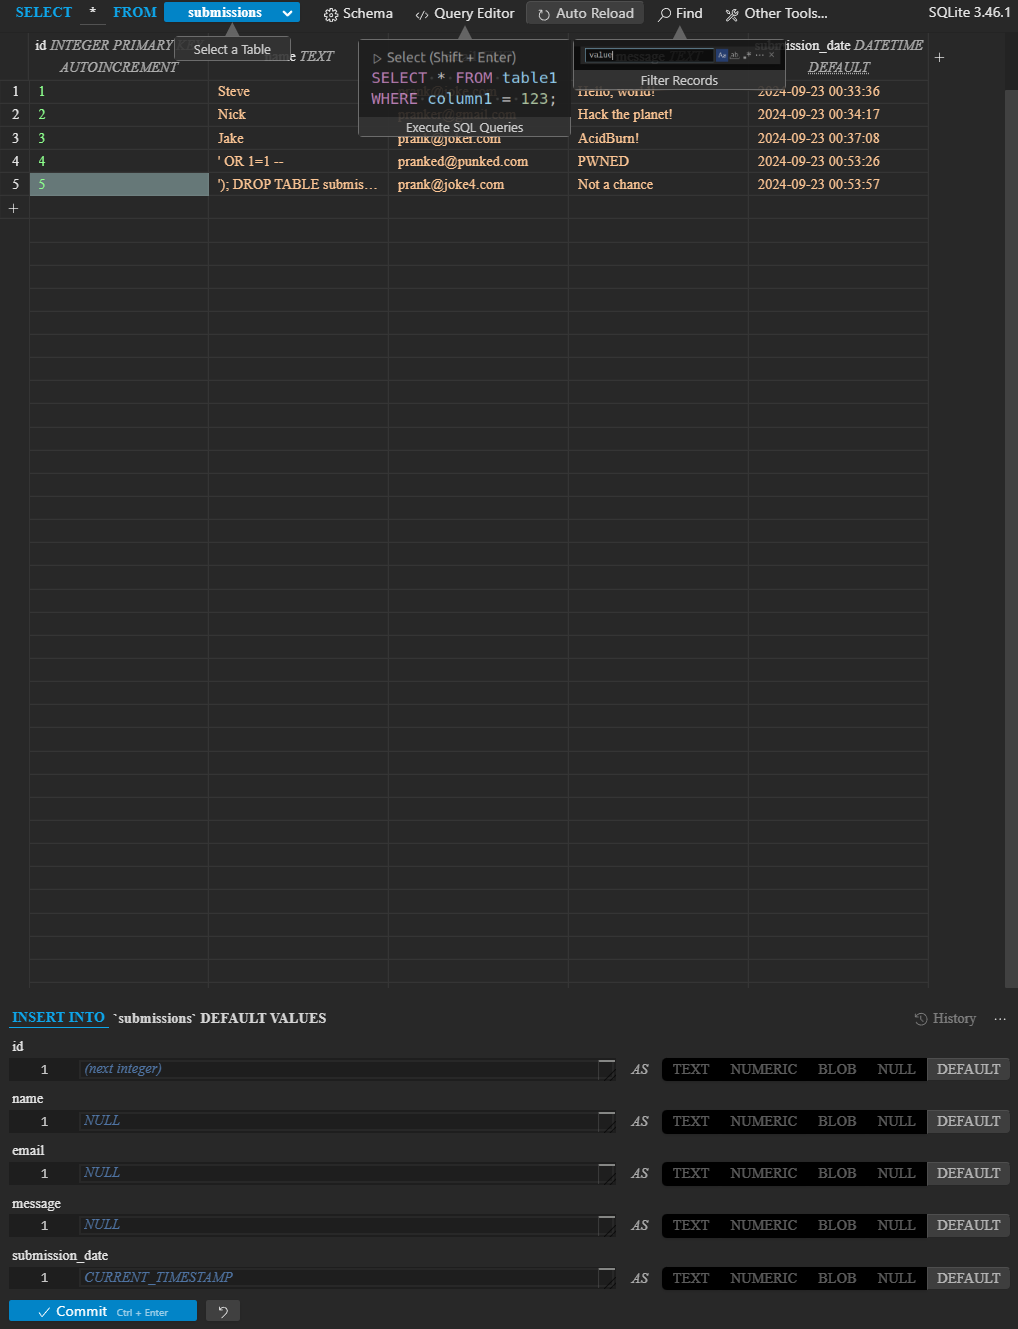 SELECT * FROM submissions Schema Query Editor Auto Reload Find Other Tools... SQLite 3.46.1
Select a Table
Select (Shift + Enter)
SELECT * FROM table1
WHERE column1 = 123;
Execute SQL Queries
value
Filter Records
id INTEGER PRIMARY KEY AUTOINCREMENT name TEXT message TEXT submission_date DATETIME DEFAULT
1 1 Steve Hello, world! 2024-09-23 00:33:36
2 2 Nick pranker@gmail.com Hack the planet! 2024-09-23 00:34:17
3 3 Jake prank@joker.com AcidBurn! 2024-09-23 00:37:08
4 4 ' OR 1=1 -- pranked@punked.com PWNED 2024-09-23 00:53:26
5 5 '); DROP TABLE submis... prank@joke4.com Not a chance 2024-09-23 00:53:57
INSERT INTO `submissions` DEFAULT VALUES History ...
id
1 (next integer) AS TEXT NUMERIC BLOB NULL DEFAULT
name
1 NULL AS TEXT NUMERIC BLOB NULL DEFAULT
email
1 NULL AS TEXT NUMERIC BLOB NULL DEFAULT
message
1 NULL AS TEXT NUMERIC BLOB NULL DEFAULT
submission_date
1 CURRENT_TIMESTAMP AS TEXT NUMERIC BLOB NULL DEFAULT
Commit Ctrl + Enter